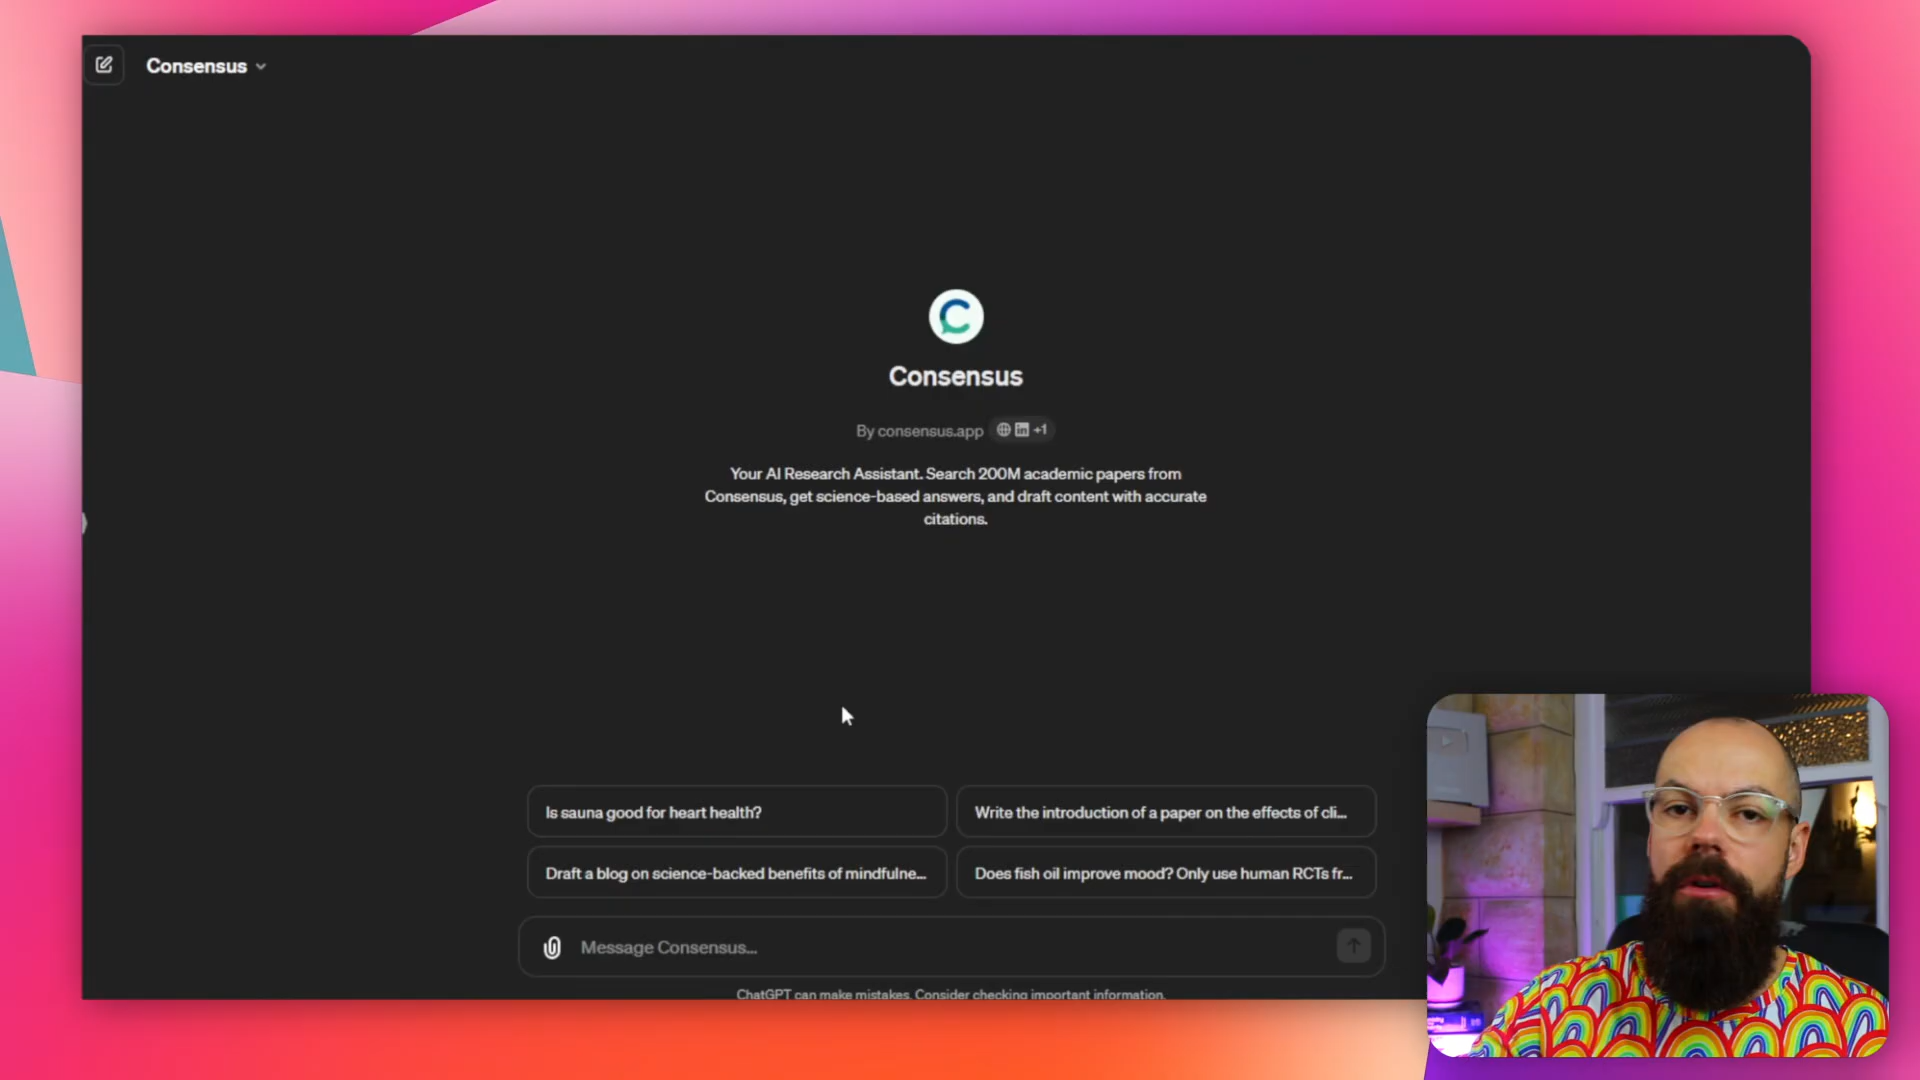 Consensus
Consensus
By consensus.app +1
Your AI Research Assistant. Search 200M academic papers from
Consensus, get science-based answers, and draft content with accurate
citations.
Is sauna good for heart health?
Write the introduction of a paper on the effects of cli...
Draft a blog on science-backed benefits of mindfulne...
Does fish oil improve mood? Only use human RCTs fr...
Message Consensus...
ChatGPT can make mistakes. Consider checking important information.